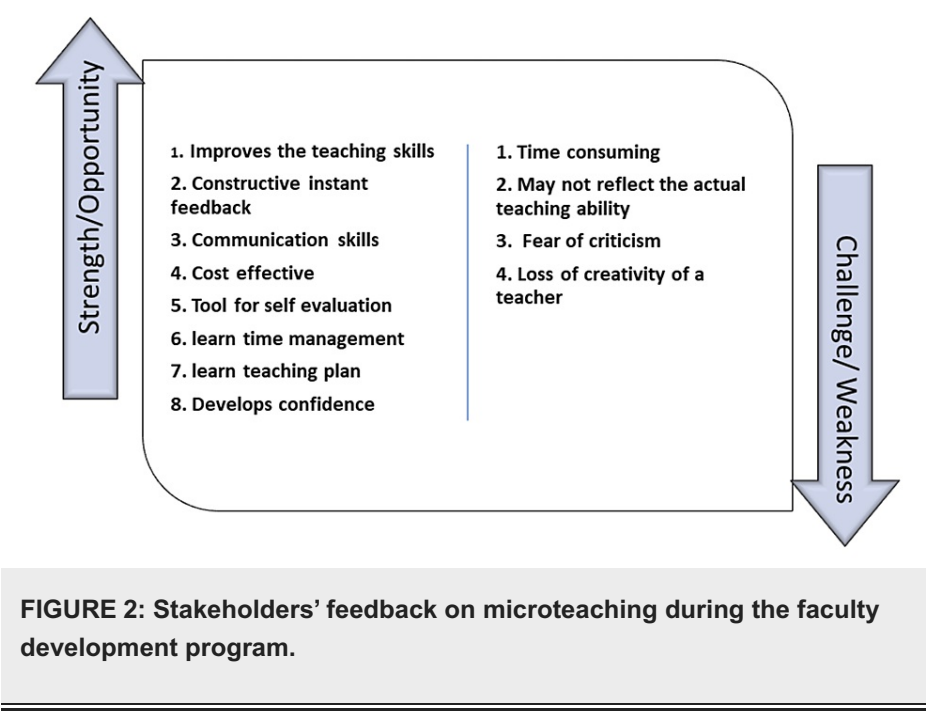 Strength/Opportunity
1. Improves the teaching skills
2. Constructive instant
feedback
3. Communication skills
4. Cost effective
5. Tool for self evaluation
6. learn time management
7. learn teaching plan
8. Develops confidence
1. Time consuming
2. May not reflect the actual
teaching ability
3. Fear of criticism
4. Loss of creativity of a
teacher
Challenge/ Weakness
FIGURE 2: Stakeholders’ feedback on microteaching during the faculty
development program.